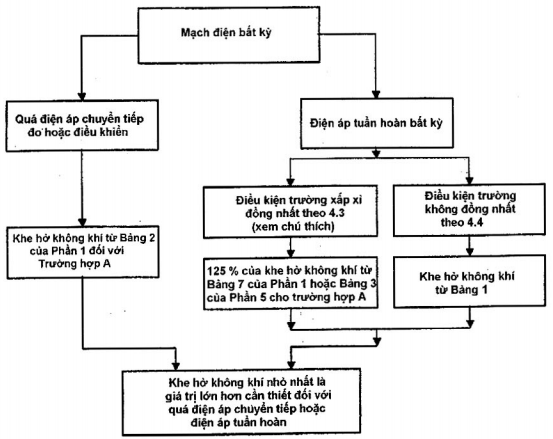 Mạch điện bất kỳ
Quá điện áp chuyển tiếp
đo hoặc điều khiển
Điện áp tuần hoàn bất kỳ
Điều kiện trường xấp xỉ
đồng nhất theo 4.3
(xem chú thích)
Điều kiện trường
không đồng nhất
theo 4.4
Khe hở không khí từ Bảng 2
của Phần 1 đối với
Trường hợp A
125 % của khe hở không khí từ
Bảng 7 của Phần 1 hoặc Bảng 3
của Phần 5 cho trường hợp A
Khe hở không khí
từ Bảng 1
Khe hở không khí nhỏ nhất là
giá trị lớn hơn cần thiết đối với
quá điện áp chuyển tiếp hoặc
điện áp tuần hoàn